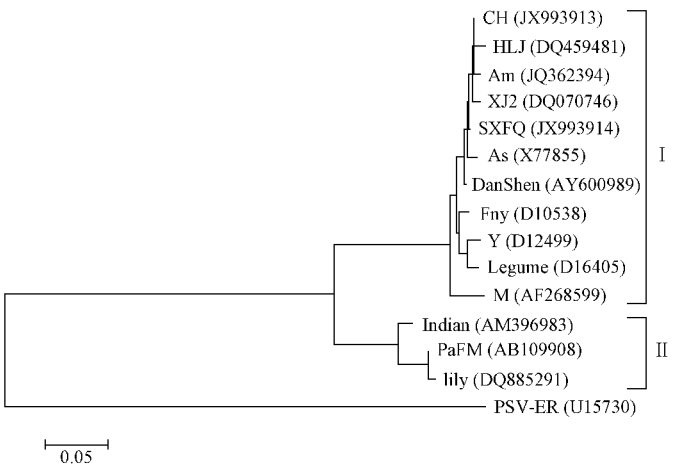 CH (JX993913)
HLJ (DQ459481)
Am (JQ362394)
XJ2 (DQ070746)
SXFQ (JX993914)
I
As (X77855)
DanShen (AY600989)
Fny (D10538)
Y (D12499)
Legume (D16405)
M (AF268599)
Indian (AM396983)
PaFM (AB109908)
II
lily (DQ885291)
PSV-ER (U15730)
0.05